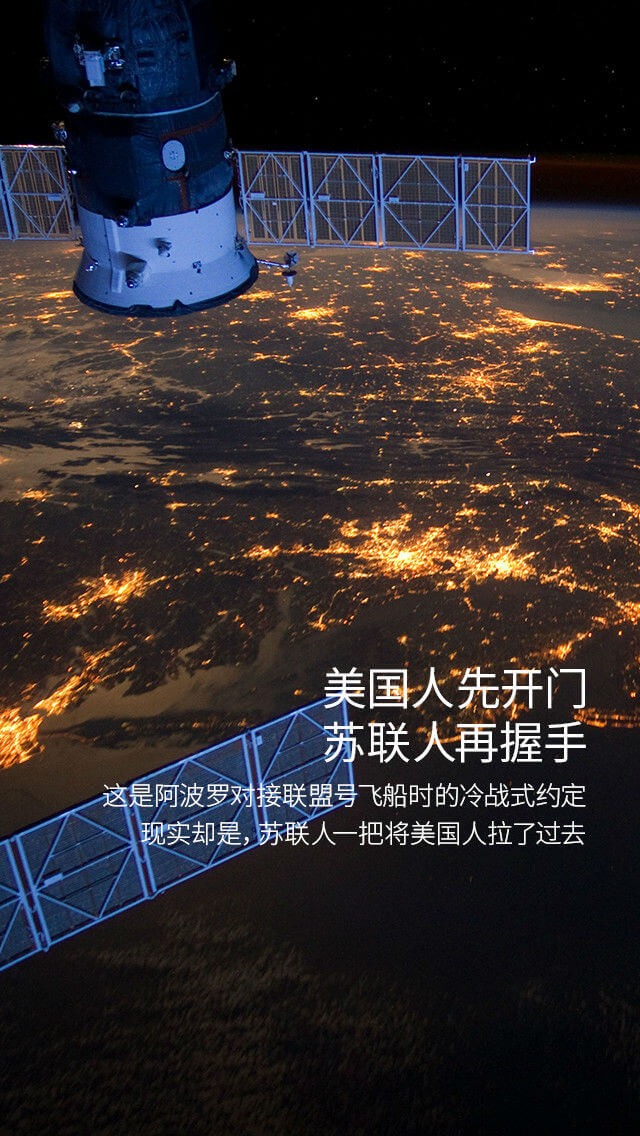 美国人先开门
苏联人再握手
这是阿波罗对接联盟号飞船时的冷战式约定
现实却是，苏联人一把将美国人拉了过去